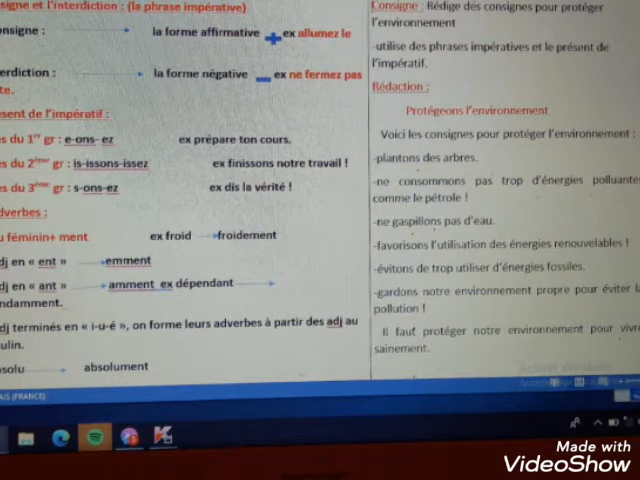 signe et l'interdiction : (la phrase impérative)
onsigne : la forme affirmative ex allumez le
terdiction : la forme négative ex ne fermez pas
te.
sent de l'impératif :
es du 1er gr : e-ons- ez ex prépare ton cours.
es du 2ème gr : is-issons-issez ex finissons notre travail !
es du 3ème gr : s-ons-ez ex dis la vérité !
dverbes :
u féminin+ ment ex froid froidement
dj en « ent » emment
dj en « ant » amment ex dépendant
ndamment.
dj terminés en « i-u-é », on forme leurs adverbes à partir des adj au
ulin.
bsolu absolument
Consigne : Rédige des consignes pour protéger
l'environnement
-utilise des phrases impératives et le présent de
l'impératif.
Rédaction :
Protégeons l'environnement
Voici les consignes pour protéger l'environnement :
-plantons des arbres.
-ne consommons pas trop d'énergies polluantes
comme le pétrole !
-ne gaspillons pas d'eau.
-favorisons l'utilisation des énergies renouvelables !
-évitons de trop utiliser d'énergies fossiles.
-gardons notre environnement propre pour éviter la
pollution !
Il faut protéger notre environnement pour vivre
sainement.
AIS (FRANCE)
Made with
VideoShow